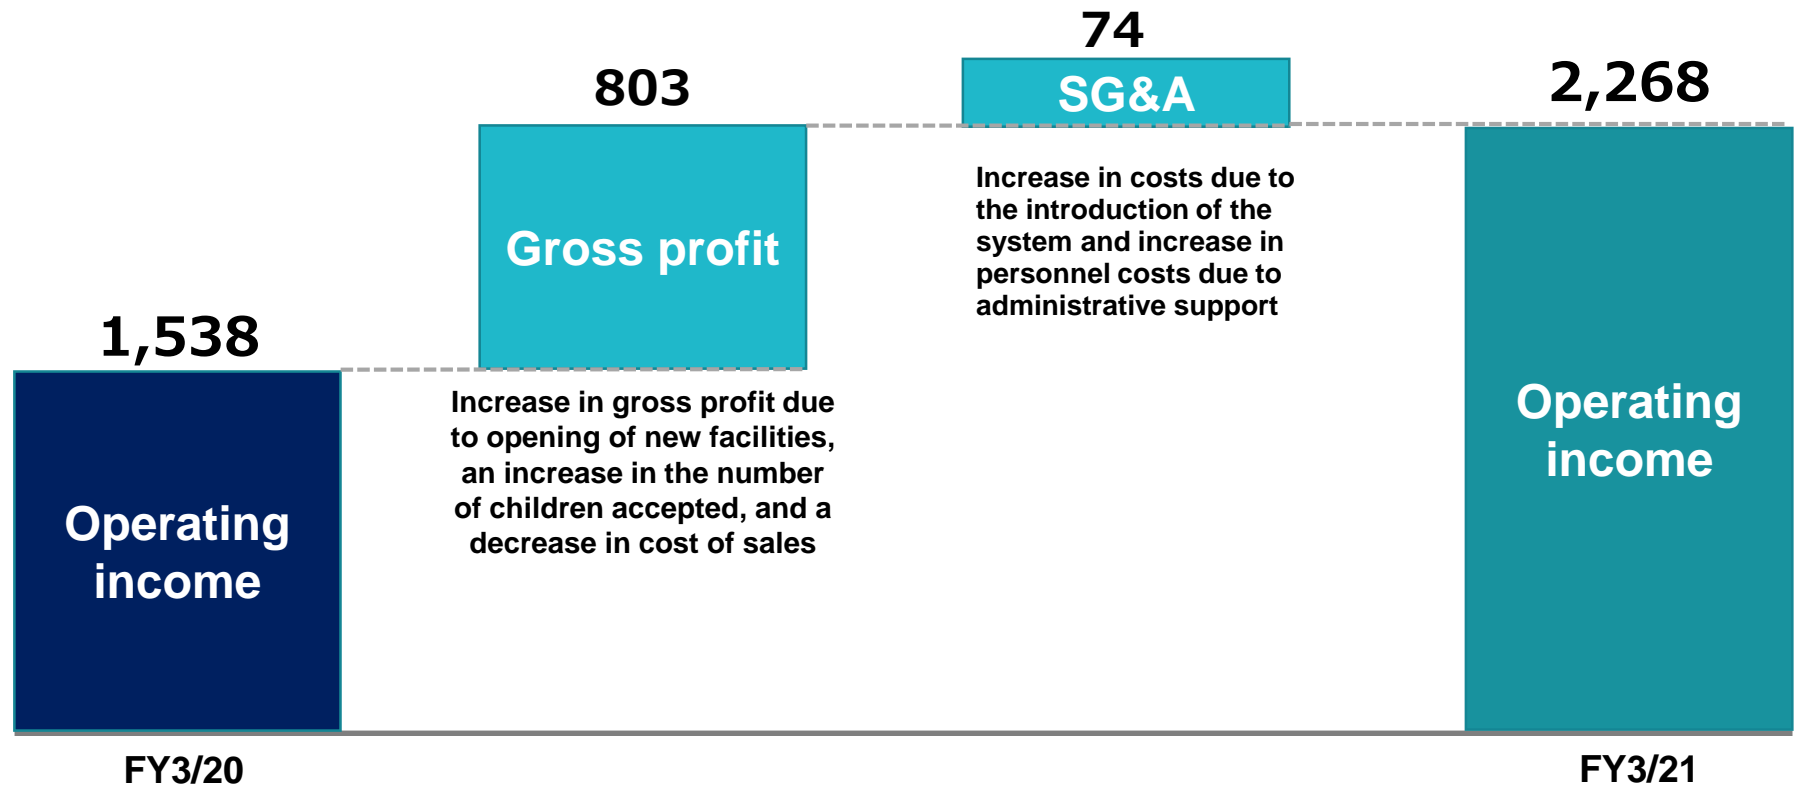 74
803
SG&A
2,268
Gross profit
Increase in costs due to
the introduction of the
system and increase in
personnel costs due to
administrative support
1,538
Increase in gross profit due
to opening of new facilities,
an increase in the number
of children accepted, and a
decrease in cost of sales
Operating
income
Operating
income
FY3/20
FY3/21